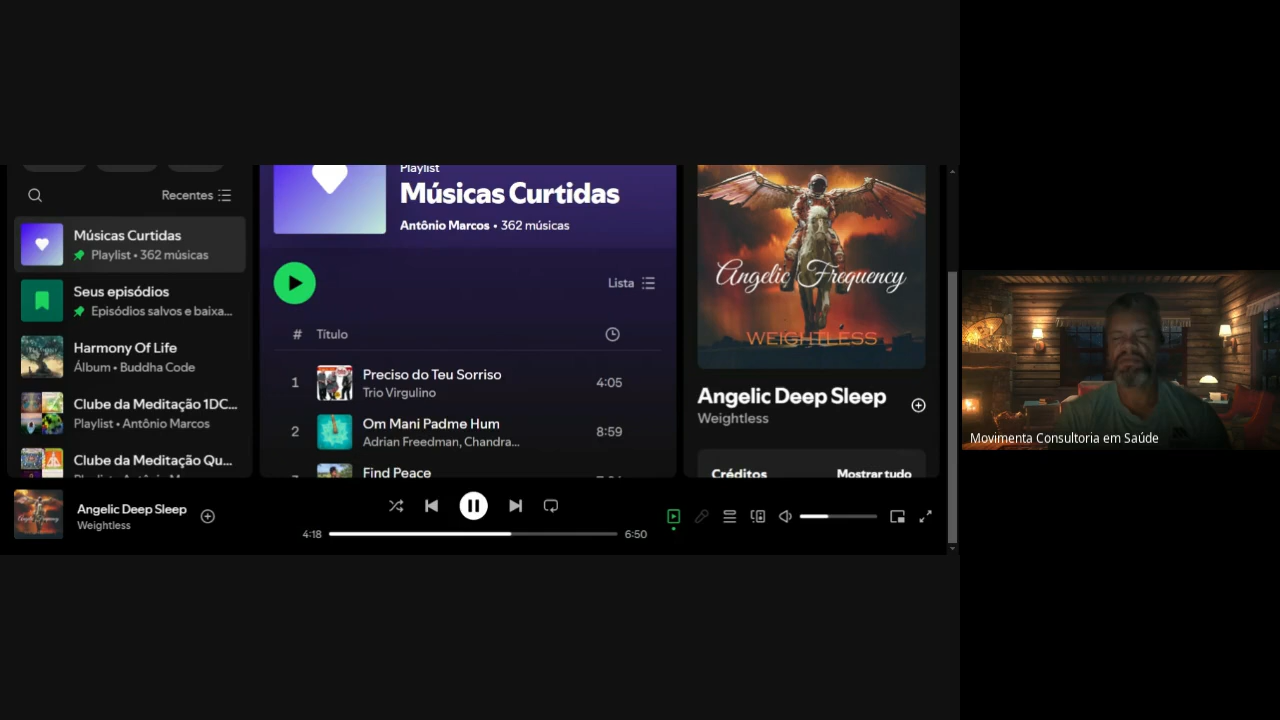 Recentes
Músicas Curtidas
Playlist • 362 músicas
Seus episódios
Episódios salvos e baixa...
Harmony Of Life
Álbum • Buddha Code
Clube da Meditação 1DC...
Playlist • Antônio Marcos
Clube da Meditação Qu...
Playlist
Músicas Curtidas
Antônio Marcos • 362 músicas
Lista
# Título
1 Preciso do Teu Sorriso 4:05
Trio Virgulino
2 Om Mani Padme Hum 8:59
Adrian Freedman, Chandra...
Find Peace
Angelic Frequency
WEIGHTLESS
Angelic Deep Sleep
Weightless
Créditos Mostrar tudo
Angelic Deep Sleep
Weightless
4:18 6:50
Movimenta Consultoria em Saúde